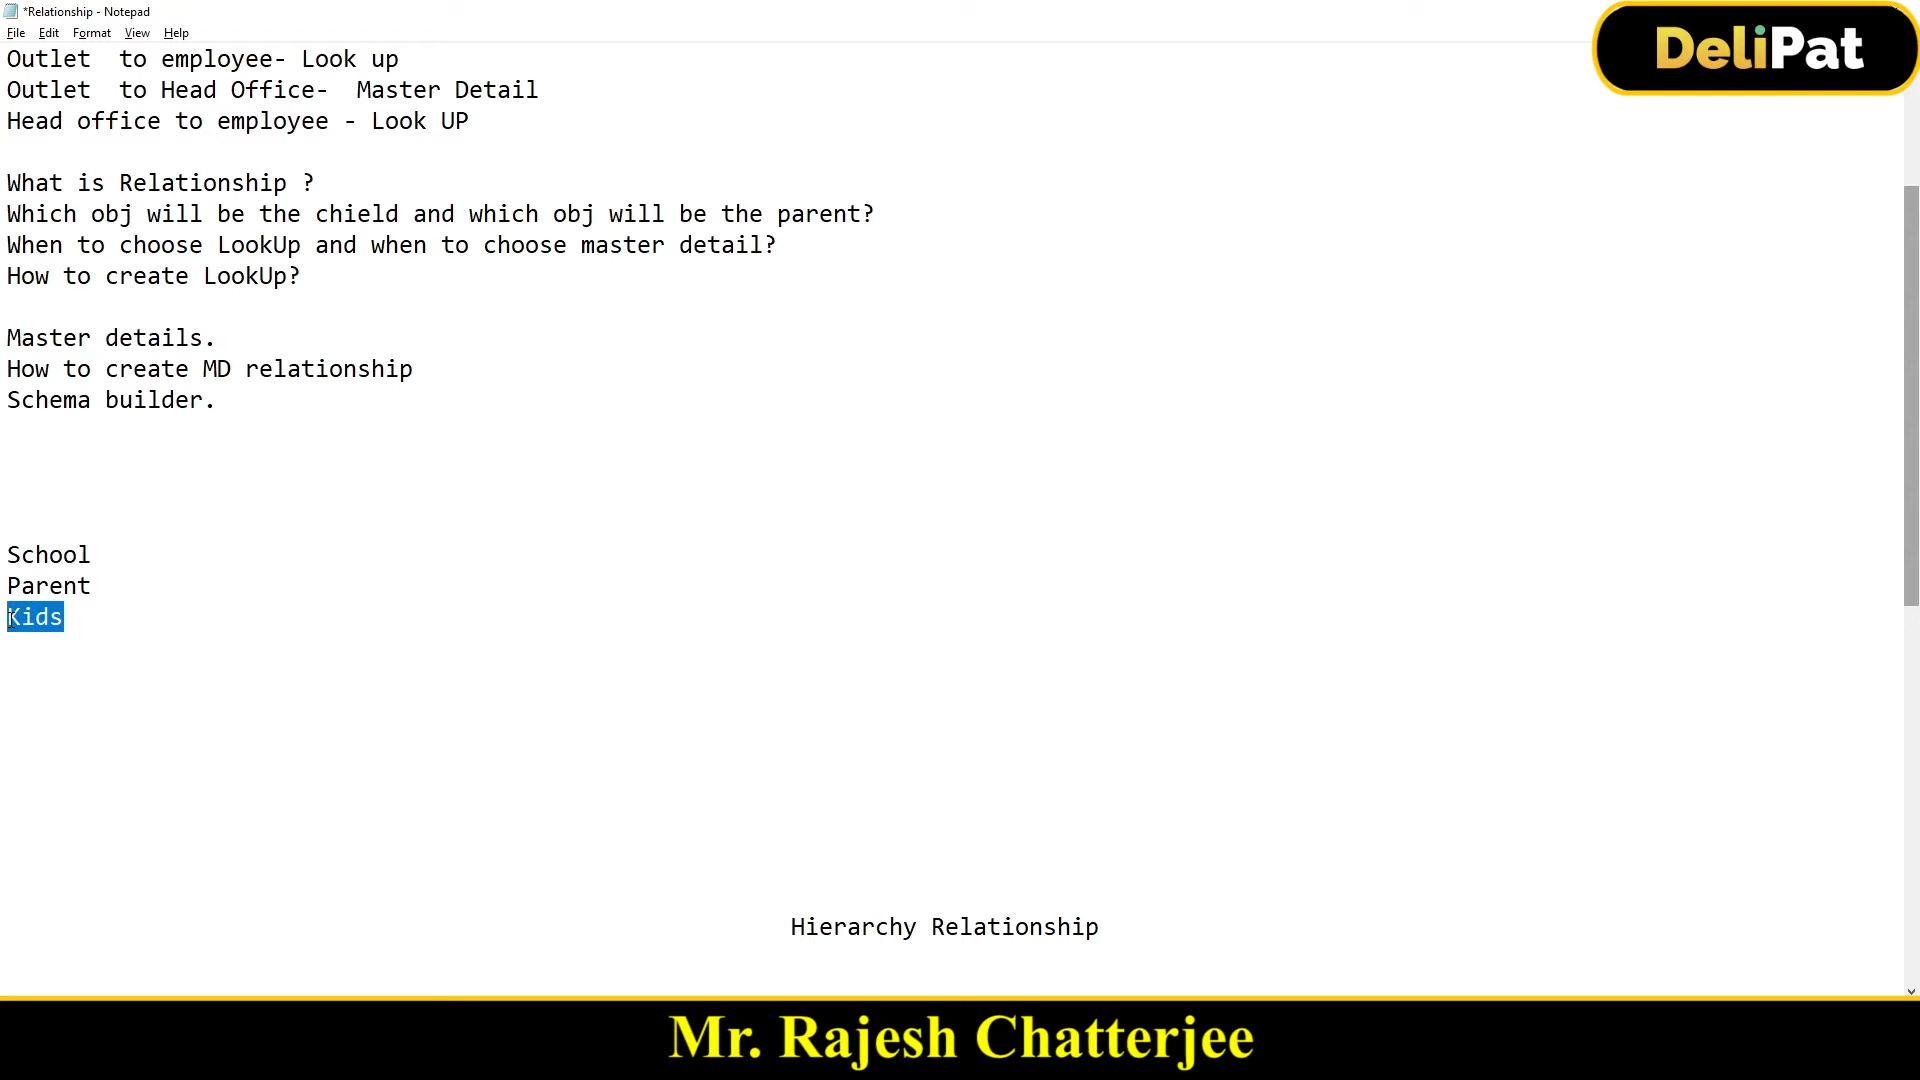 *Relationship - Notepad
File Edit Format View Help
DeliPat
Outlet  to employee- Look up
Outlet  to Head Office-  Master Detail
Head office to employee - Look UP
What is Relationship ?
Which obj will be the chield and which obj will be the parent?
When to choose LookUp and when to choose master detail?
How to create LookUp?
Master details.
How to create MD relationship
Schema builder.
School
Parent
Kids
Hierarchy Relationship
Mr. Rajesh Chatterjee